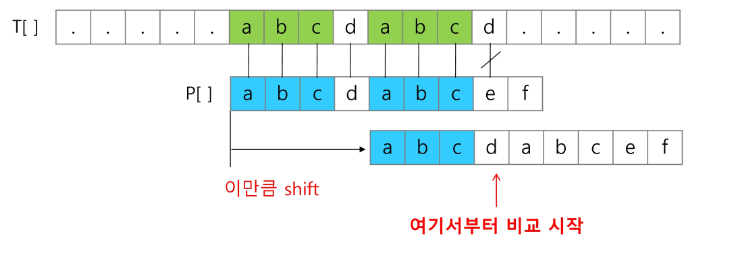 T[ ] . . . . . a b c d a b c d . . . . .
P[ ] a b c d a b c e f
a b c d a b c e f
이만큼 shift
여기서부터 비교 시작